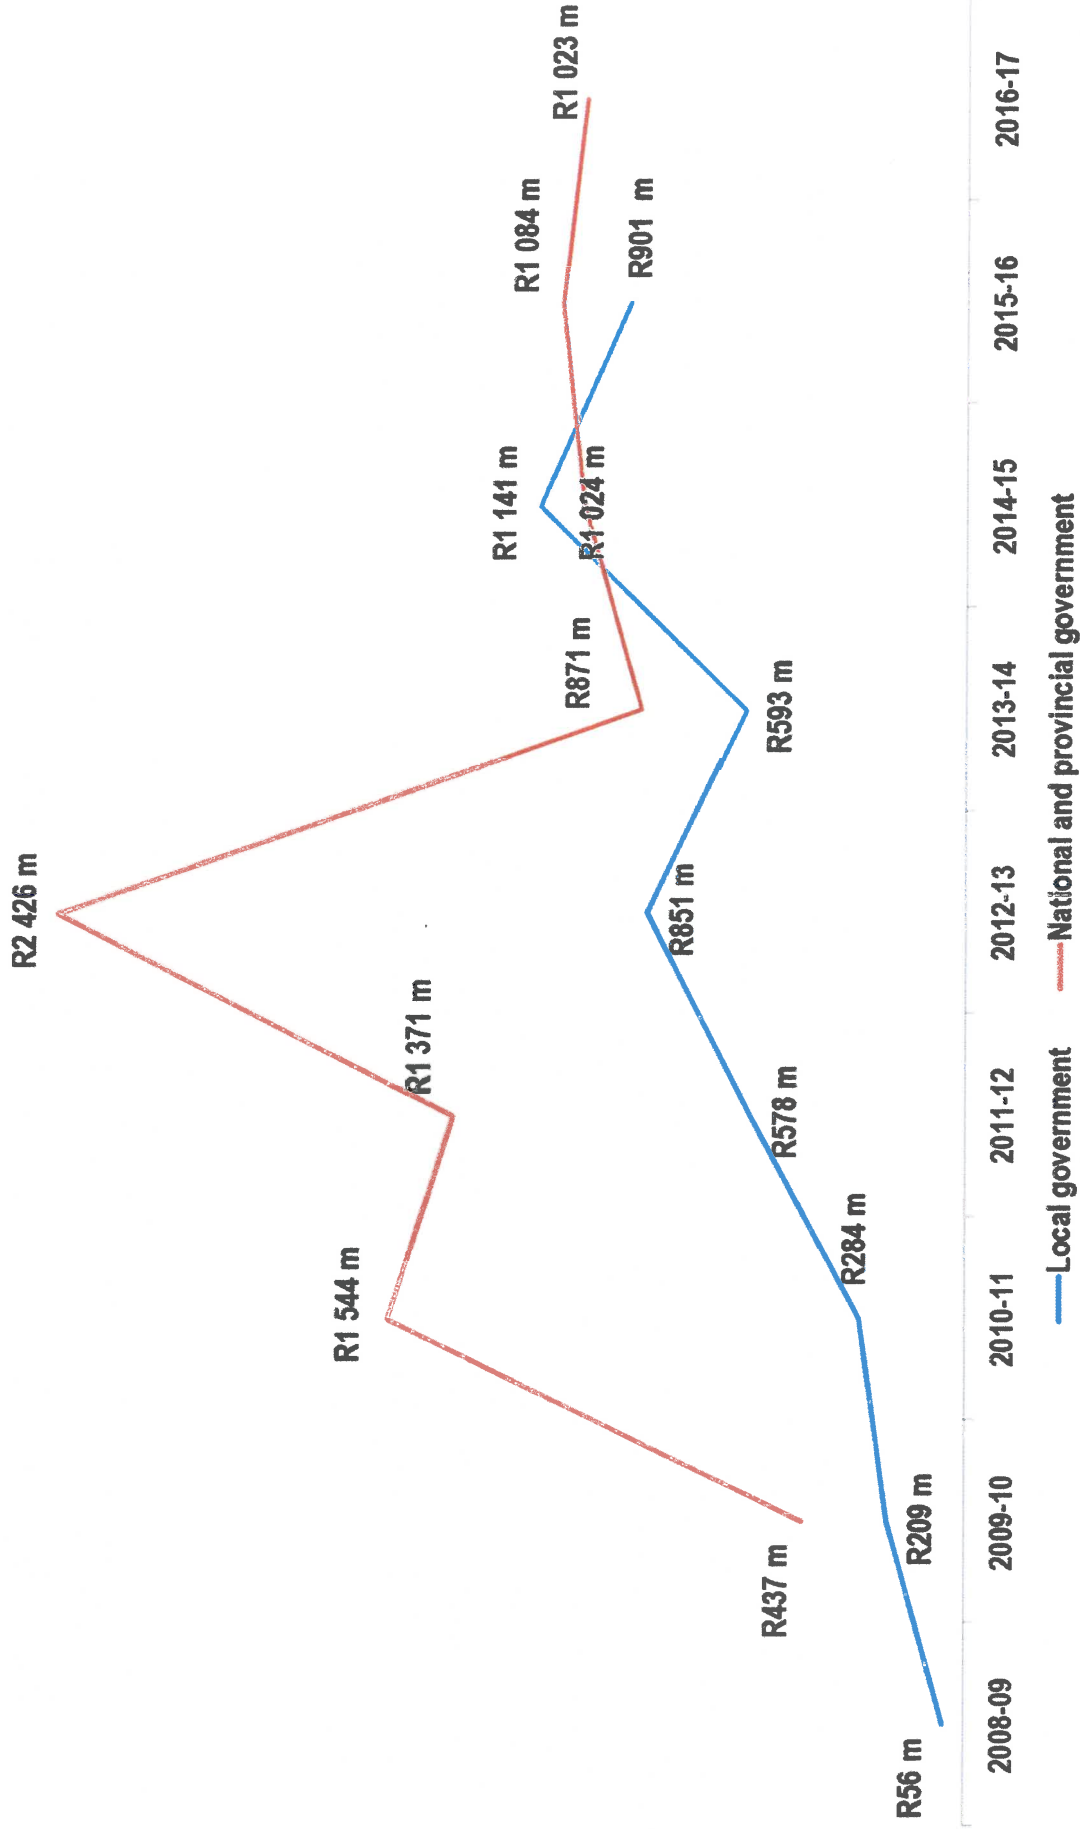 R2 426 m
R1 544 m
R1 371 m
R1 141 m
R1 084 m
R1 023 m
R871 m
R1 024 m
R901 m
R437 m
R851 m
R593 m
R578 m
R284 m
R209 m
R56 m
2008-09 2009-10 2010-11 2011-12 2012-13 2013-14 2014-15 2015-16 2016-17
Local government National and provincial government